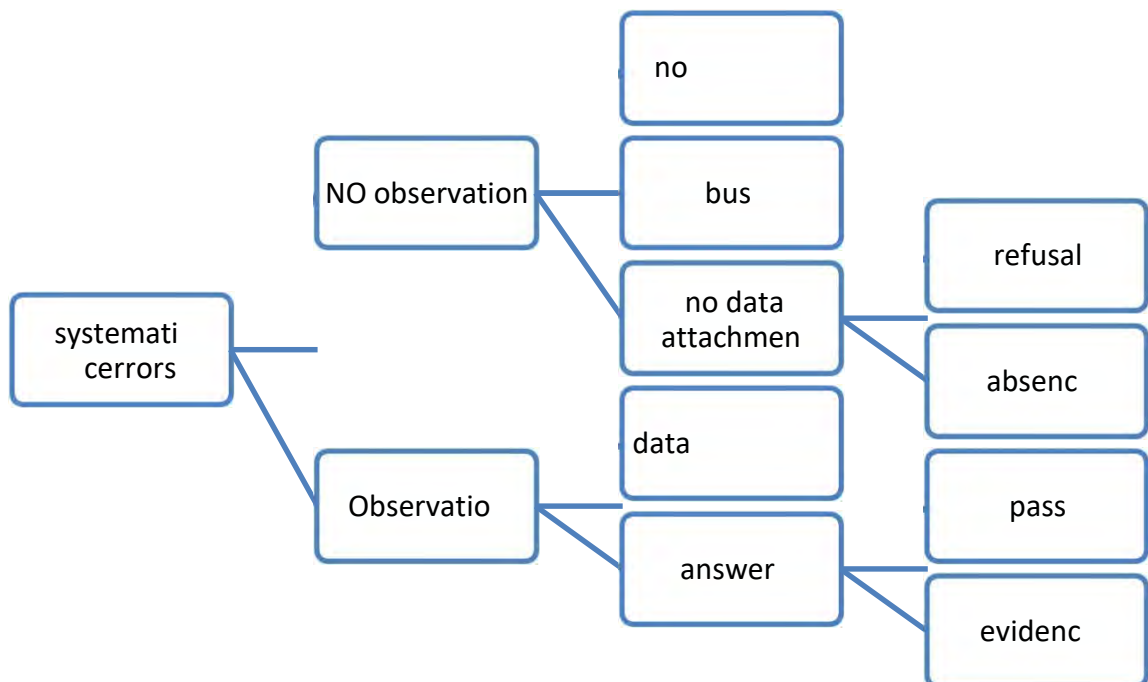 no
NO observation
bus
refusal
no data
attachmen
systemati
cerrors
absenc
data
Observatio
pass
answer
evidenc